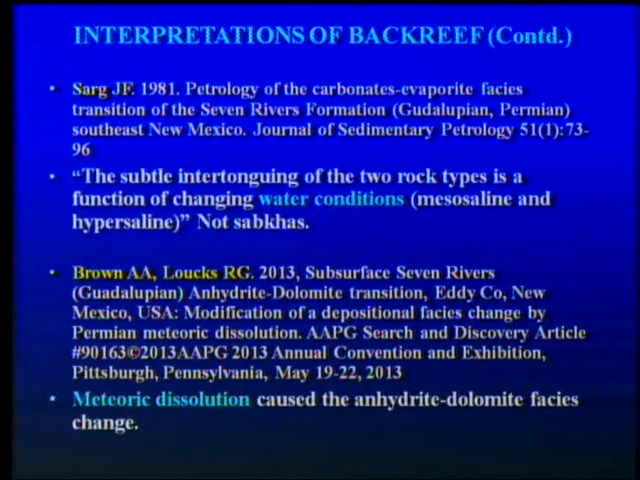 INTERPRETATIONS OF BACKREEF (Contd.)
• Sarg JF. 1981. Petrology of the carbonates-evaporite facies
transition of the Seven Rivers Formation (Gudalupian, Permian)
southeast New Mexico. Journal of Sedimentary Petrology 51(1):73-
96
• “The subtle intertonguing of the two rock types is a
function of changing water conditions (mesosaline and
hypersaline)” Not sabkhas.
• Brown AA, Loucks RG. 2013, Subsurface Seven Rivers
(Guadalupian) Anhydrite-Dolomite transition, Eddy Co, New
Mexico, USA: Modification of a depositional facies change by
Permian meteoric dissolution. AAPG Search and Discovery Article
#90163©2013AAPG 2013 Annual Convention and Exhibition,
Pittsburgh, Pennsylvania, May 19-22, 2013
• Meteoric dissolution caused the anhydrite-dolomite facies
change.